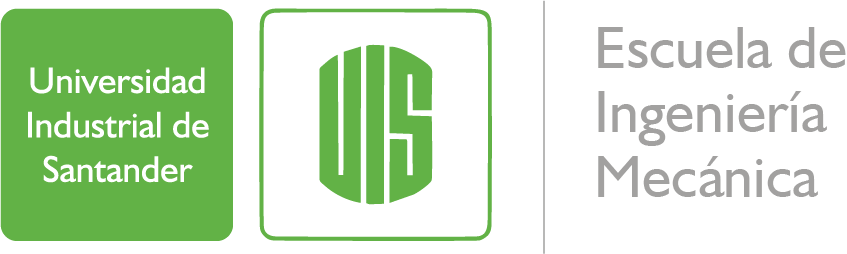 Universidad
Industrial de
Santander
UIS
Escuela de
Ingeniería
Mecánica